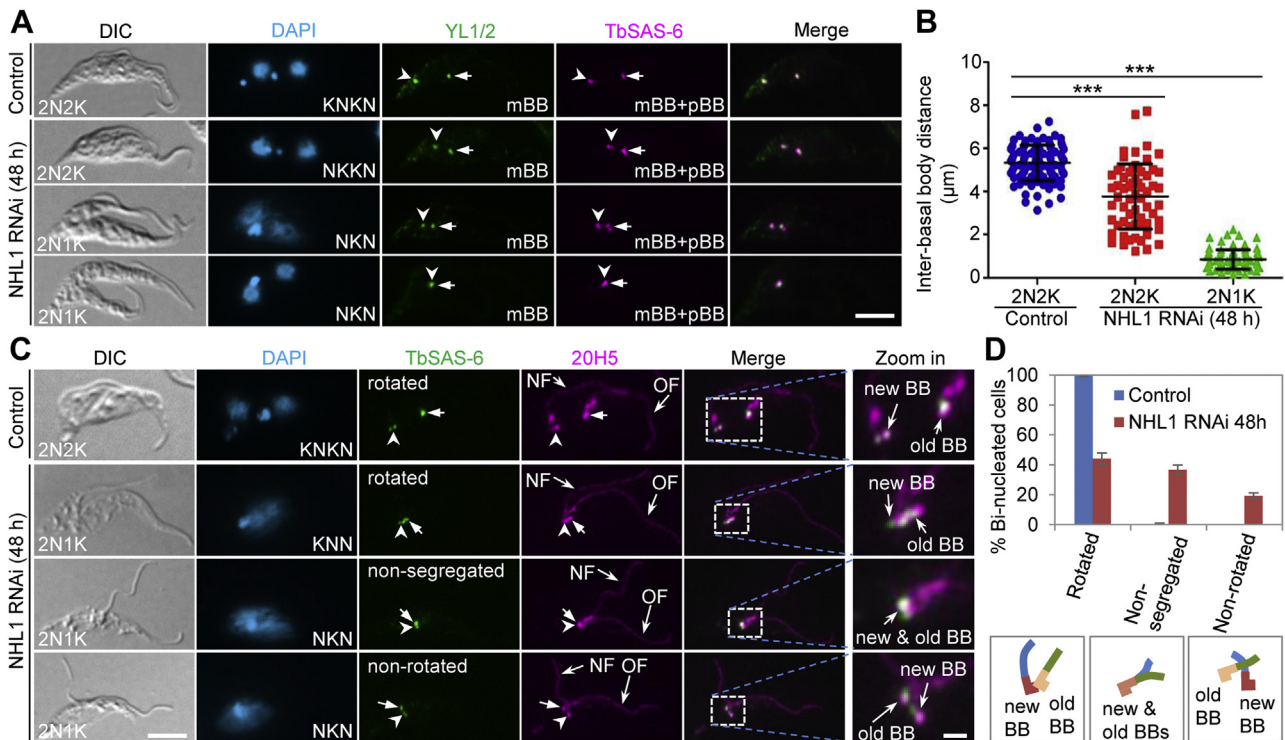 A
DIC DAPI YL1/2 TbSAS-6 Merge
Control
2N2K KNKN mBB mBB+pBB
NHL1 RNAi (48 h)
2N2K NKKN mBB mBB+pBB
2N1K NKN mBB mBB+pBB
2N1K NKN mBB mBB+pBB
B
Inter-basal body distance
(µm)
10
8
6
4
2
0
***
***
2N2K 2N2K 2N1K
Control NHL1 RNAi (48 h)
C
DIC DAPI TbSAS-6 20H5 Merge Zoom in
Control
2N2K KNKN rotated NF OF new BB old BB
NHL1 RNAi (48 h)
2N1K KNN rotated NF OF new BB old BB
2N1K NKN non-segregated NF OF new & old BB
2N1K NKN non-rotated NF OF new BB old BB
D
% Bi-nucleated cells
100
80
60
40
20
0
Control
NHL1 RNAi 48h
Rotated
Non-
segregated
Non-rotated
new BB
old BB
new &
old BBs
old BB
new BB